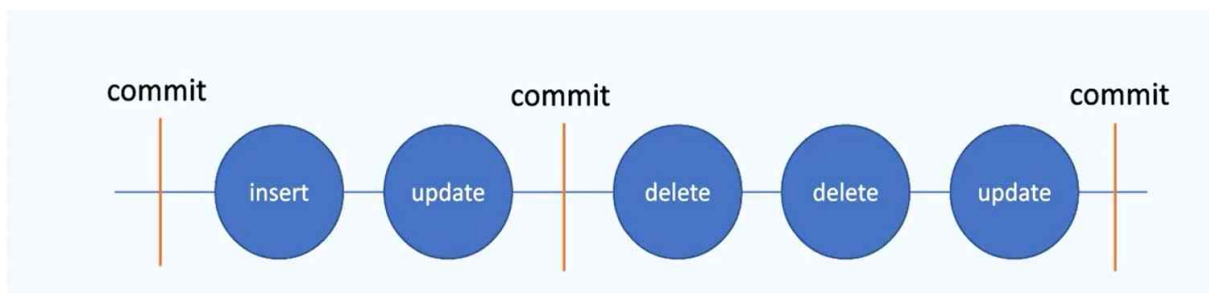 commit
commit
commit
insert
update
delete
delete
update